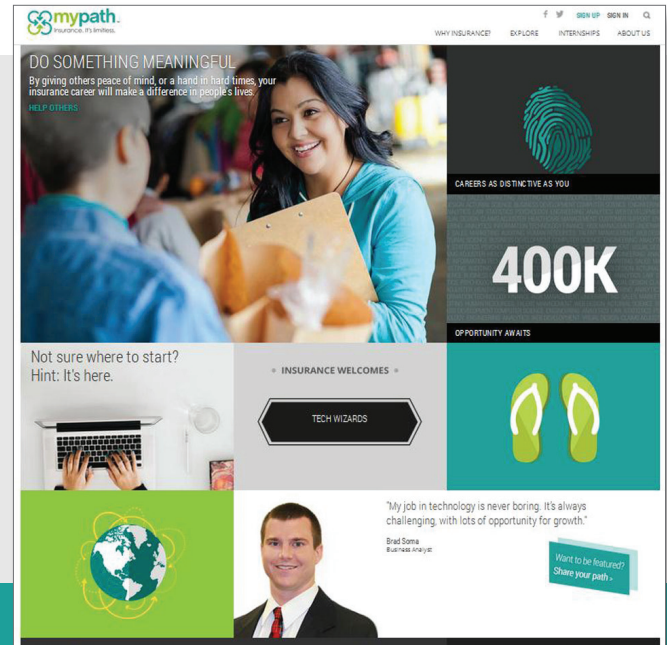 mypath
Insurance. It's limitless.
SIGN UP SIGN IN
WHY INSURANCE? EXPLORE INTERNSHIPS ABOUT US
DO SOMETHING MEANINGFUL
By giving others peace of mind, or a hand in hard times, your
insurance career will make a difference in people's lives.
HELP OTHERS
CAREERS AS DISTINCTIVE AS YOU
400K
OPPORTUNITY AWAITS
Not sure where to start?
Hint: It's here.
INSURANCE WELCOMES
TECH WIZARDS
"My job in technology is never boring. It's always
challenging, with lots of opportunity for growth."
Brad Soma
Business Analyst
Want to be featured?
Share your path »